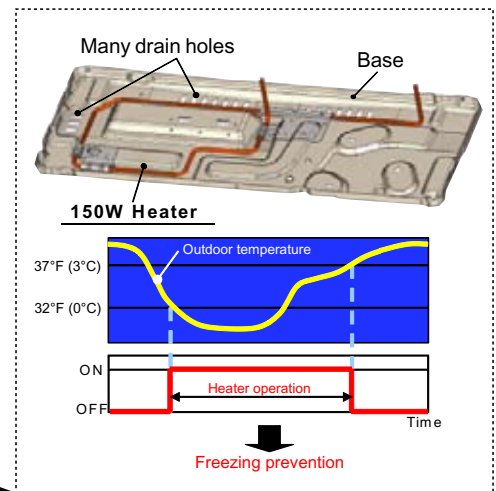 Many drain holes
Base
150W Heater
Outdoor temperature
37°F (3°C)
32°F (0°C)
ON
Heater operation
OFF
Time
Freezing prevention